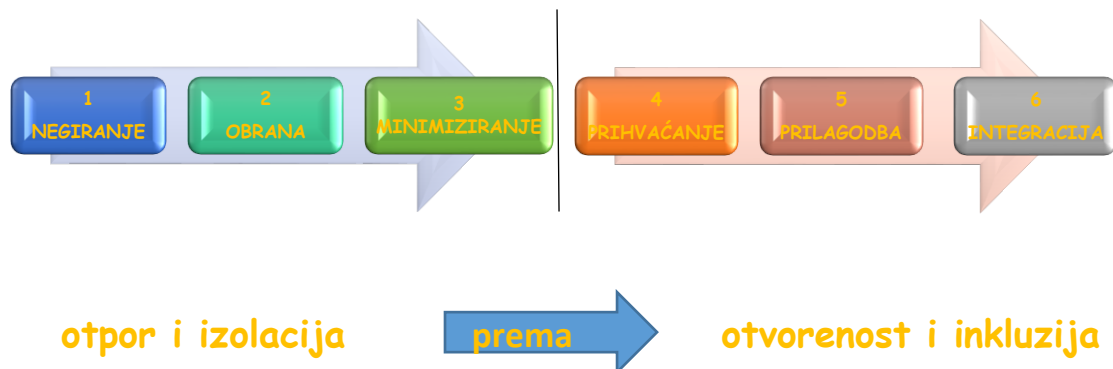 1
NEGIRANJE
2
OBRANA
3
MINIMIZIRANJE
4
PRIHVAĆANJE
5
PRILAGODBA
6
INTEGRACIJA
otpor i izolacija
prema
otvorenost i inkluzija